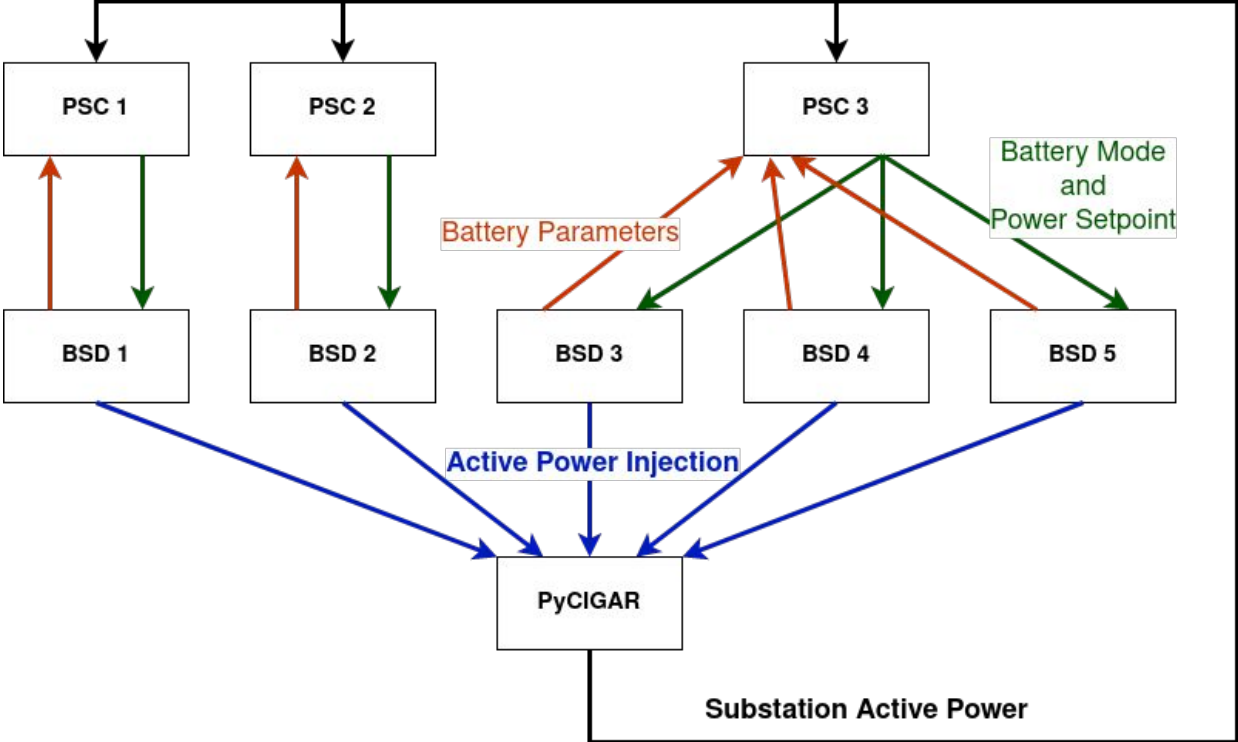 PSC 1
PSC 2
PSC 3
Battery Mode
and
Power Setpoint
Battery Parameters
BSD 1
BSD 2
BSD 3
BSD 4
BSD 5
Active Power Injection
PyCIGAR
Substation Active Power